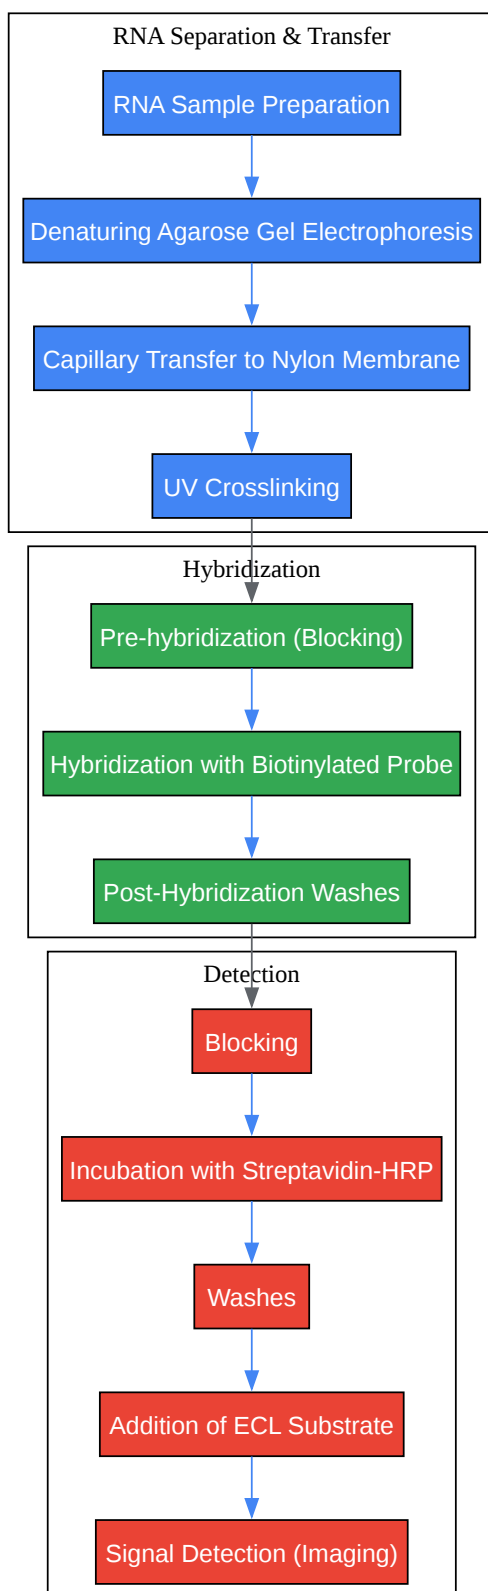 RNA Separation & Transfer
RNA Sample Preparation
Denaturing Agarose Gel Electrophoresis
Capillary Transfer to Nylon Membrane
UV Crosslinking
Hybridization
Pre-hybridization (Blocking)
Hybridization with Biotinylated Probe
Post-Hybridization Washes
Detection
Blocking
Incubation with Streptavidin-HRP
Washes
Addition of ECL Substrate
Signal Detection (Imaging)